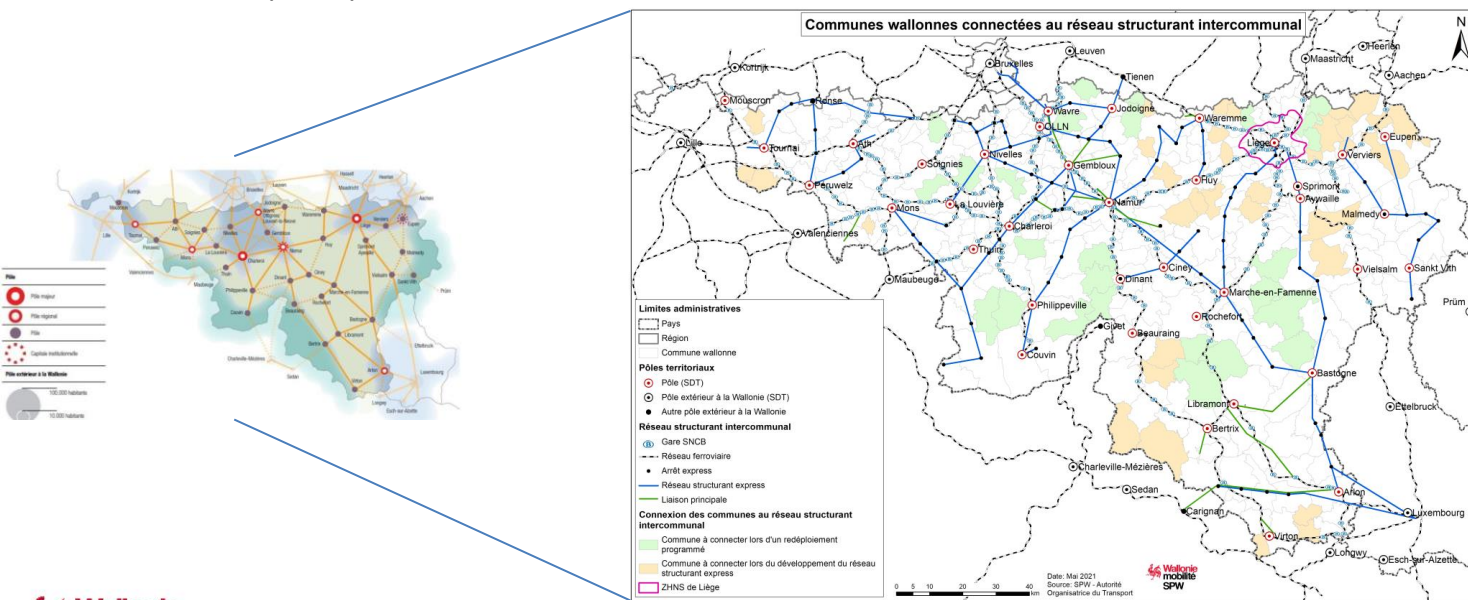 Communes wallonnes connectées au réseau structurant intercommunal
N
Kortrijk
Bruxelles
Leuven
Tienen
Maastricht
Heerlen
Aachen
Mouscron
Ronse
Wavre
Jodoigne
OLLN
Waremme
Liège
Eupen
Verviers
Lille
Tournai
Ath
Soignies
Nivelles
Gembloux
Huy
Sprimont
Aywaille
Malmedy
Peruwelz
Mons
La Louvière
Namur
Charleroi
Valenciennes
Thuin
Maubeuge
Dinant
Ciney
Vielsalm
Sankt Vith
Prüm
Marche-en-Famenne
Philippeville
Rochefort
Givet
Beauraing
Couvin
Bastogne
Libramont
Ettelbruck
Bertrix
Charleville-Mézières
Sedan
Arlon
Carignan
Luxembourg
Virton
Longwy
Esch-sur-Alzette
Limites administratives
Pays
Région
Commune wallonne
Pôles territoriaux
Pôle (SDT)
Pôle extérieur à la Wallonie (SDT)
Autre pôle extérieur à la Wallonie
Réseau structurant intercommunal
Gare SNCB
Réseau ferroviaire
Arrêt express
Réseau structurant express
Liaison principale
Connexion des communes au réseau structurant
intercommunal
Commune à connecter lors d'un redéploiement
programmé
Commune à connecter lors du développement du réseau
structurant express
ZHNS de Liège
0 5 10 20 30 40
km
Date: Mai 2021
Source: SPW - Autorité
Organisatrice du Transport
Wallonie
mobilité
SPW
Pôle
Pôle majeur
Pôle régional
Pôle
Capitale institutionnelle
Pôle extérieur à la Wallonie
100.000 habitants
10.000 habitants